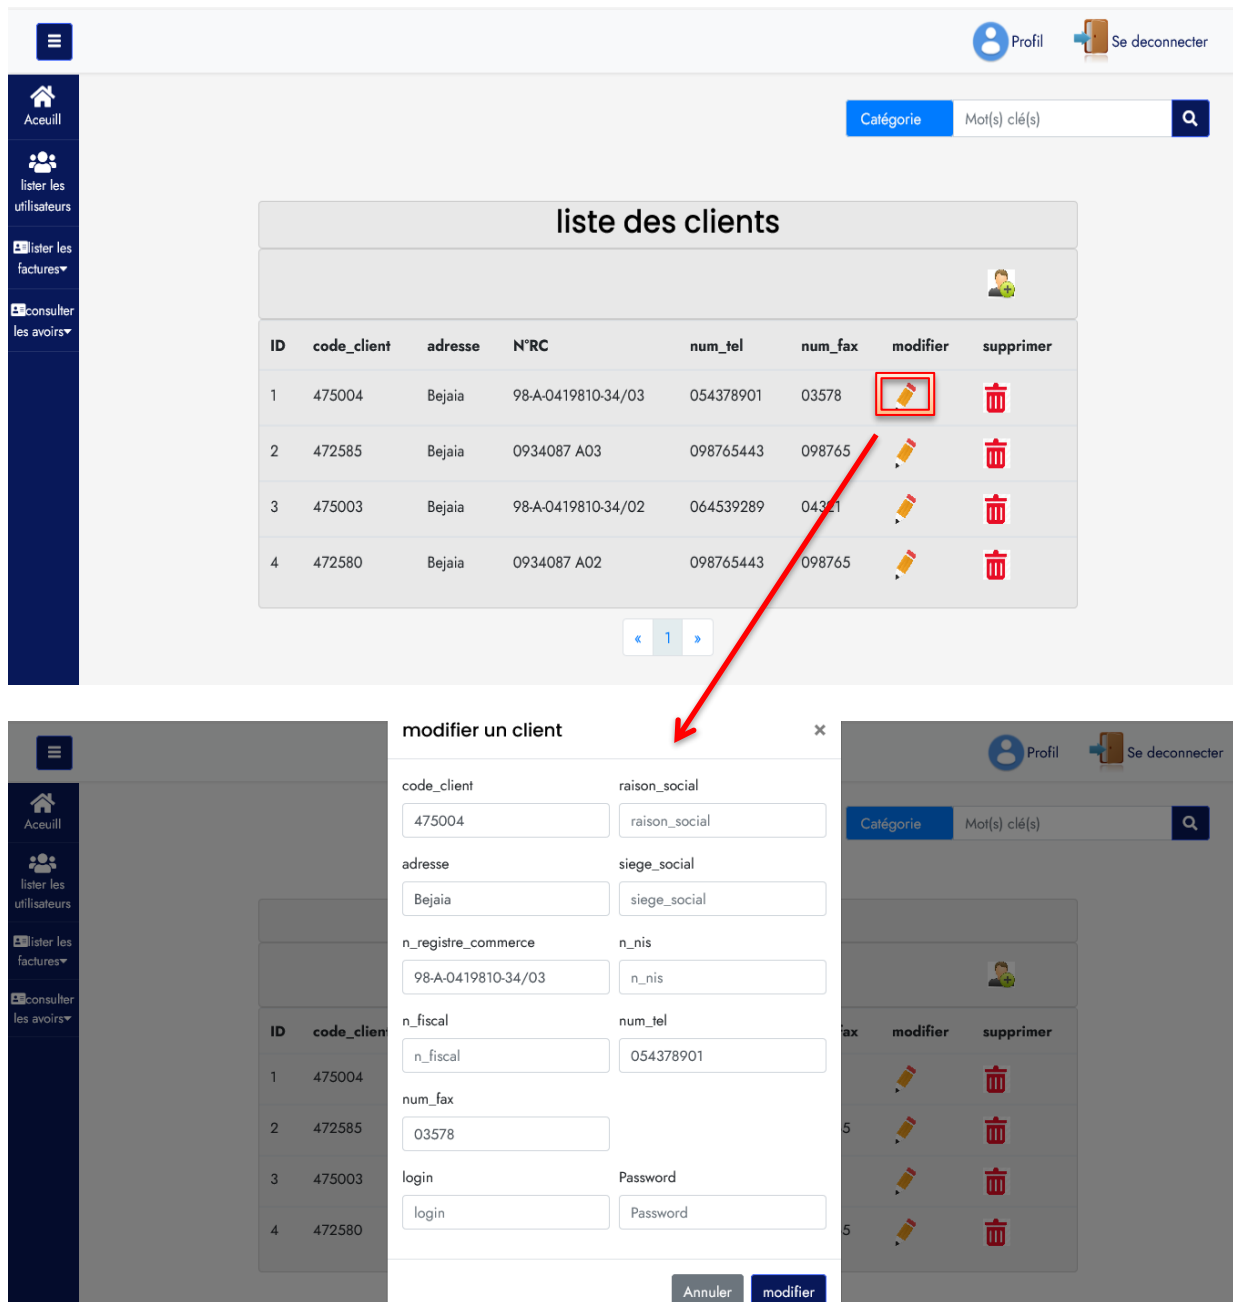 Profil Se deconnecter
Aceuill
Catégorie Mot(s) clé(s)
lister les
utilisateurs
lister les
factures
consulter
les avoirs
liste des clients
ID code_client adresse N°RC num_tel num_fax modifier supprimer
1 475004 Bejaia 98-A-0419810-34/03 054378901 03578
2 472585 Bejaia 0934087 A03 098765443 098765
3 475003 Bejaia 98-A-0419810-34/02 064539289 04321
4 472580 Bejaia 0934087 A02 098765443 098765
« 1 »
modifier un client ×
Profil Se deconnecter
Aceuill
Catégorie Mot(s) clé(s)
lister les
utilisateurs
lister les
factures
consulter
les avoirs
code_client raison_social
475004 raison_social
adresse siege_social
Bejaia siege_social
n_registre_commerce n_nis
98-A-0419810-34/03 n_nis
n_fiscal num_tel
n_fiscal 054378901
num_fax
03578
login Password
login Password
Annuler modifier
ID code_clien ax modifier supprimer
1 475004
2 472585 5
3 475003
4 472580 5